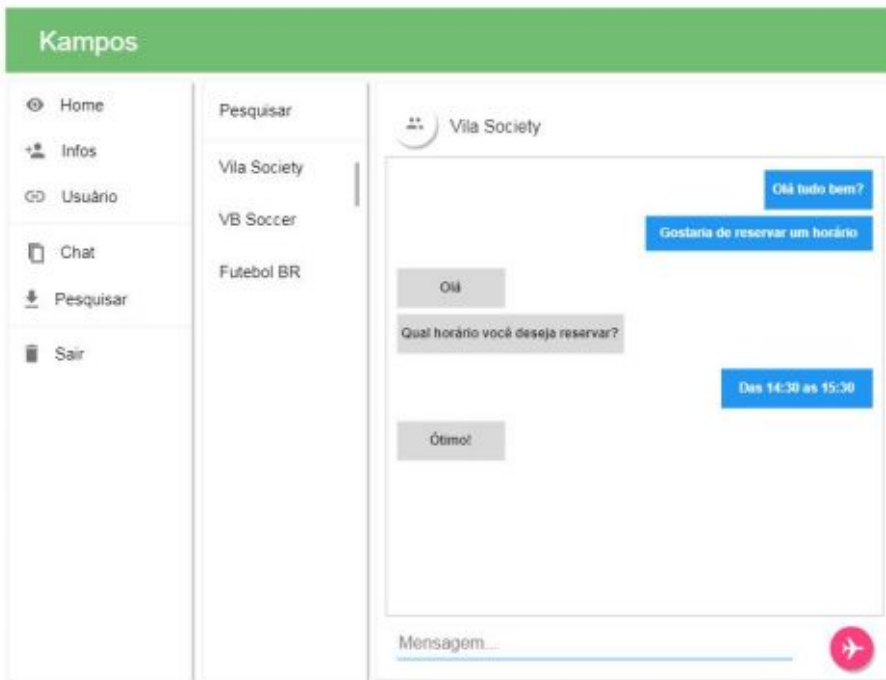 Kampos
Home
Infos
Usuário
Chat
Pesquisar
Sair
Pesquisar
Vila Society
VB Soccer
Futebol BR
Vila Society
Olá tudo bem?
Gostaria de reservar um horário
Olá
Qual horário você deseja reservar?
Das 14:30 as 15:30
Ótimo!
Mensagem...